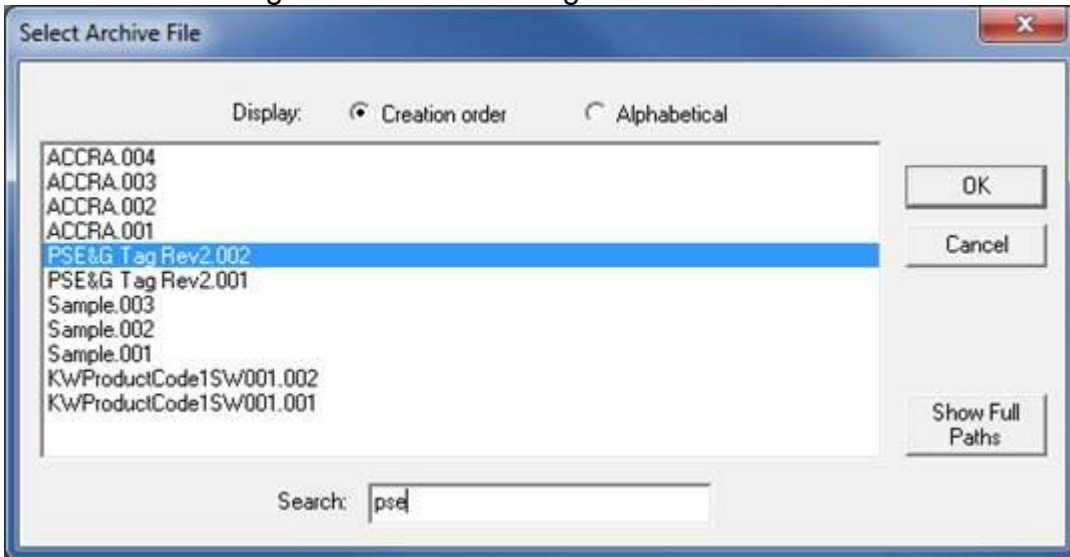 Select Archive File
Display: Creation order Alphabetical
ACCRA.004
ACCRA.003
ACCRA.002
ACCRA.001
PSE&G Tag Rev2.002
PSE&G Tag Rev2.001
Sample.003
Sample.002
Sample.001
KWProductCode1SW001.002
KWProductCode1SW001.001
OK
Cancel
Show Full
Paths
Search: pse